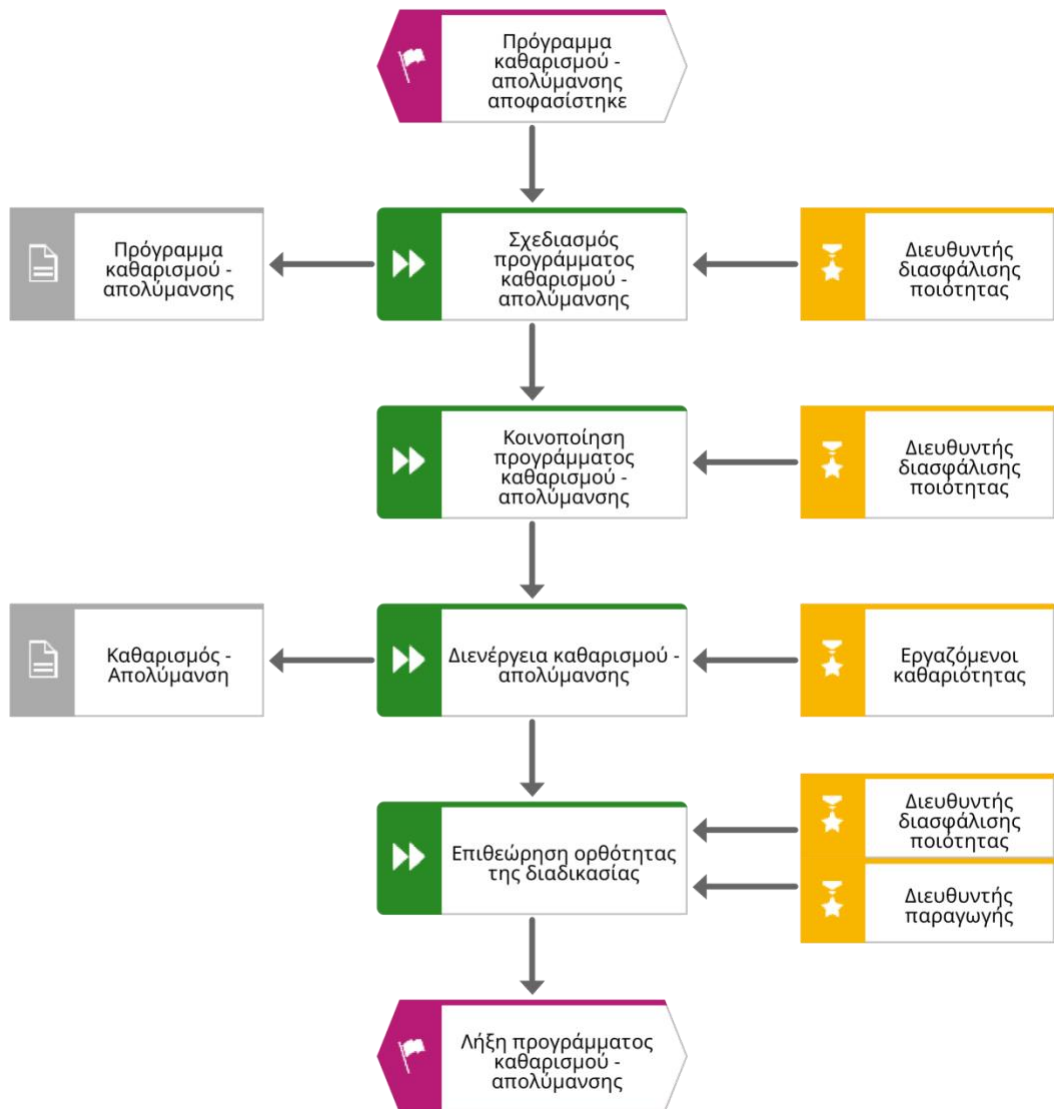 Πρόγραμμα
καθαρισμού -
απολύμανσης
αποφασίστηκε
Πρόγραμμα
καθαρισμού -
απολύμανσης
Σχεδιασμός
προγράμματος
καθαρισμού -
απολύμανσης
Διευθυντής
διασφάλισης
ποιότητας
Κοινοποίηση
προγράμματος
καθαρισμού -
απολύμανσης
Διευθυντής
διασφάλισης
ποιότητας
Καθαρισμός -
Απολύμανση
Διενέργεια καθαρισμού -
απολύμανσης
Εργαζόμενοι
καθαριότητας
Επιθεώρηση ορθότητας
της διαδικασίας
Διευθυντής
διασφάλισης
ποιότητας
Διευθυντής
παραγωγής
Λήξη προγράμματος
καθαρισμού -
απολύμανσης